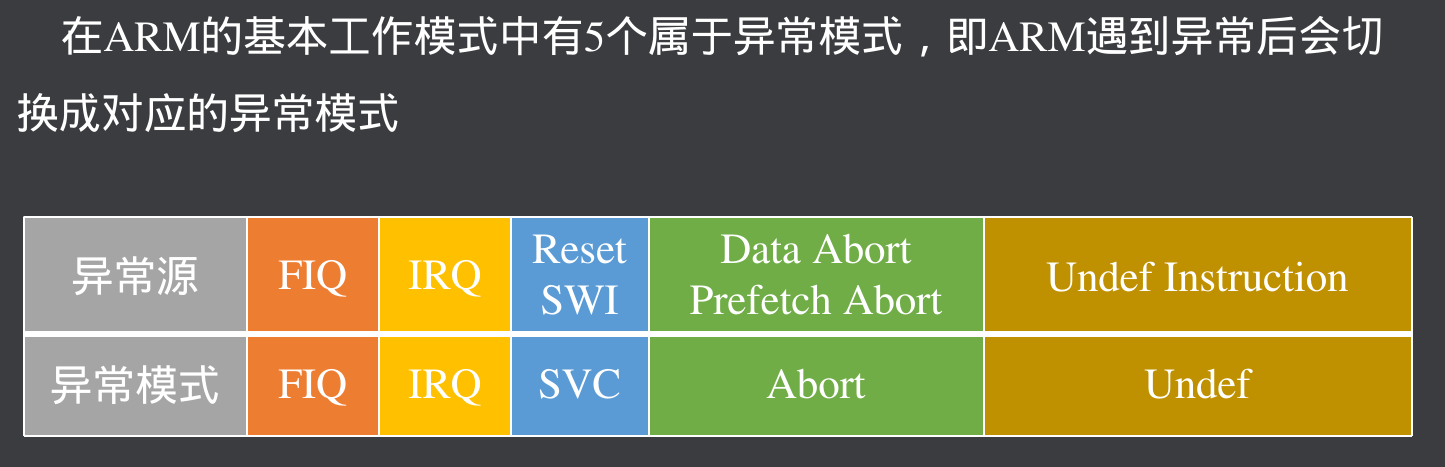 在ARM的基本工作模式中有5个属于异常模式，即ARM遇到异常后会切
换成对应的异常模式
异常源 FIQ IRQ Reset SWI Data Abort Prefetch Abort Undef Instruction
异常模式 FIQ IRQ SVC Abort Undef